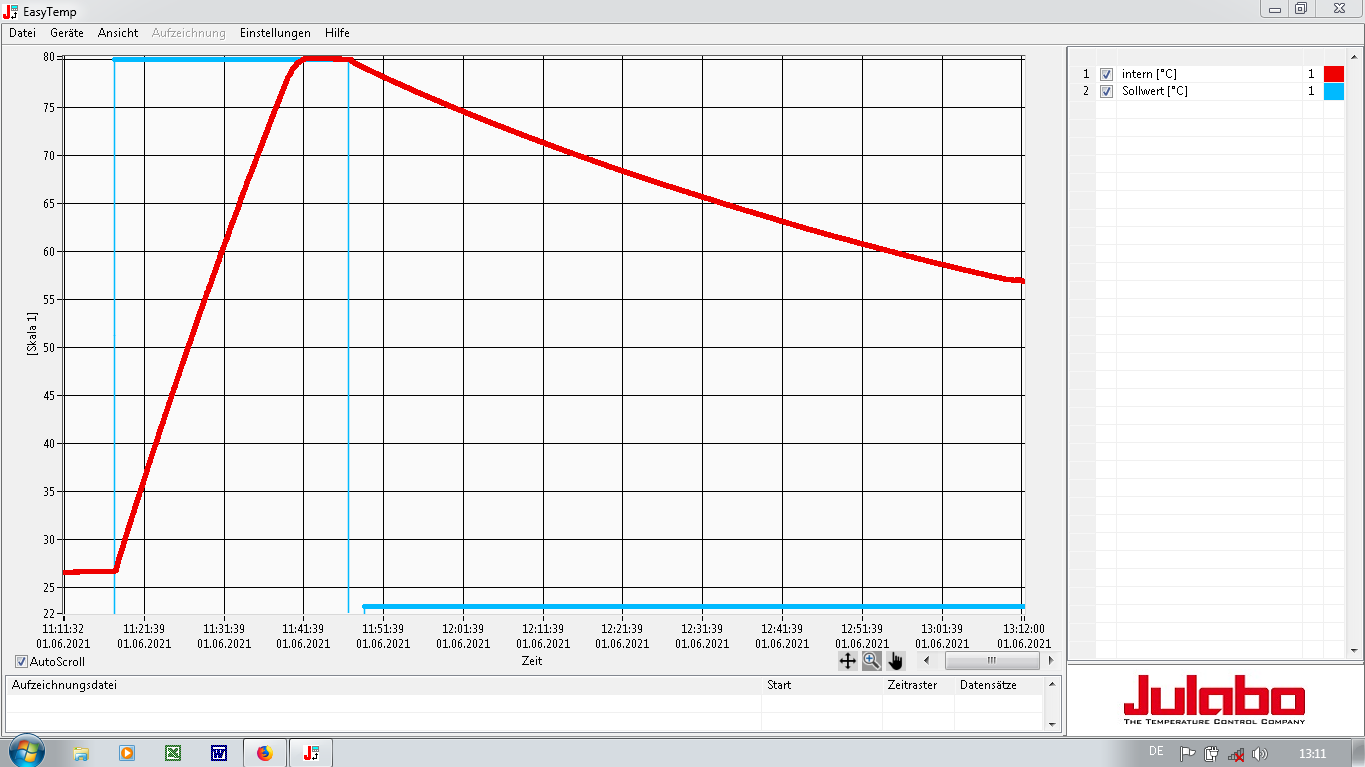 EasyTemp
Datei Geräte Ansicht Aufzeichnung Einstellungen Hilfe
80
75
70
65
60
55
50
45
40
35
30
25
22
[Skala 1]
11:11:32 11:21:39 11:31:39 11:41:39 11:51:39 12:01:39 12:11:39 12:21:39 12:31:39 12:41:39 12:51:39 13:01:39 13:12:00
01.06.2021 01.06.2021 01.06.2021 01.06.2021 01.06.2021 01.06.2021 01.06.2021 01.06.2021 01.06.2021 01.06.2021 01.06.2021 01.06.2021 01.06.2021
AutoScroll
Zeit
Aufzeichnungsdatei Start Zeitraster Datensätze
1 intern [°C] 1
2 Sollwert [°C] 1
Julabo
THE TEMPERATURE CONTROL COMPANY
DE 13:11